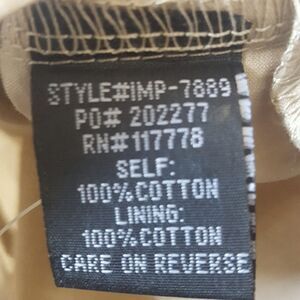 STYLE#IMP-7889
PO# 202277
RN#117778
SELF:
100%COTTON
LINING:
100%COTTON
CARE ON REVERSE